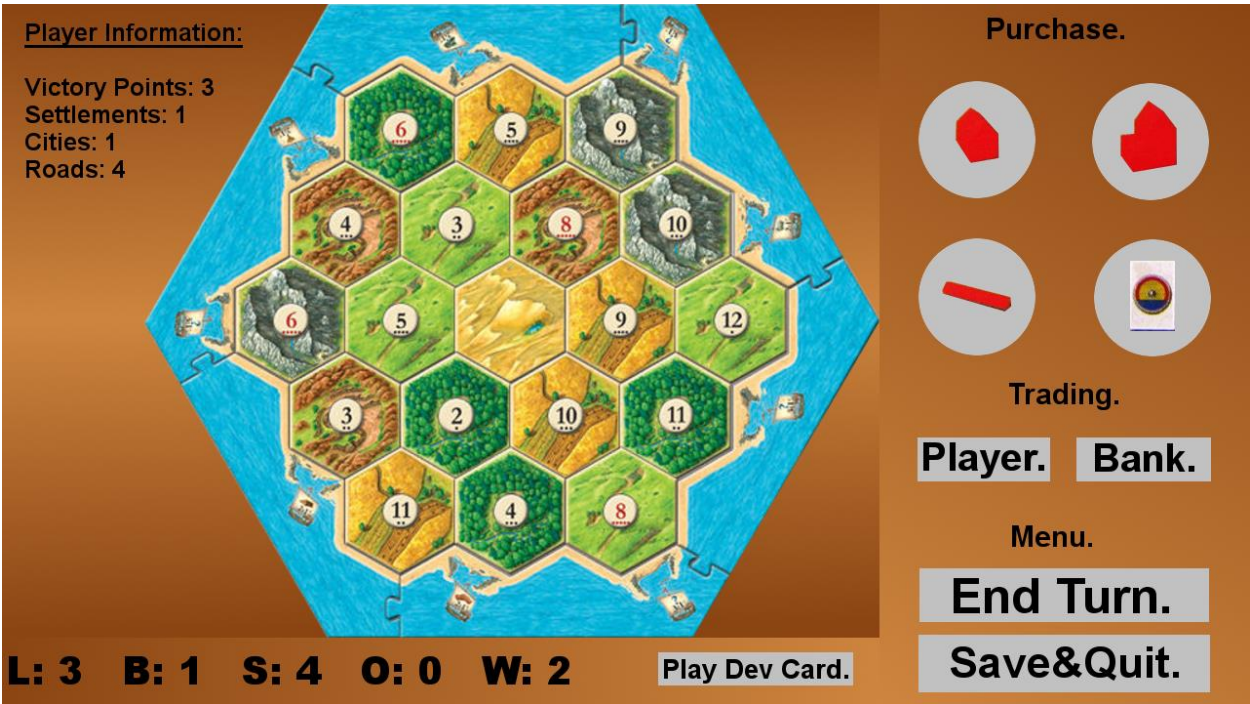 Player Information:
Victory Points: 3
Settlements: 1
Cities: 1
Roads: 4
6 5 9
4 3 8 10
6 5 9 12
3 2 10 11
11 4 8
Purchase.
Trading.
Player. Bank.
Menu.
End Turn.
Save&Quit.
L: 3 B: 1 S: 4 O: 0 W: 2
Play Dev Card.